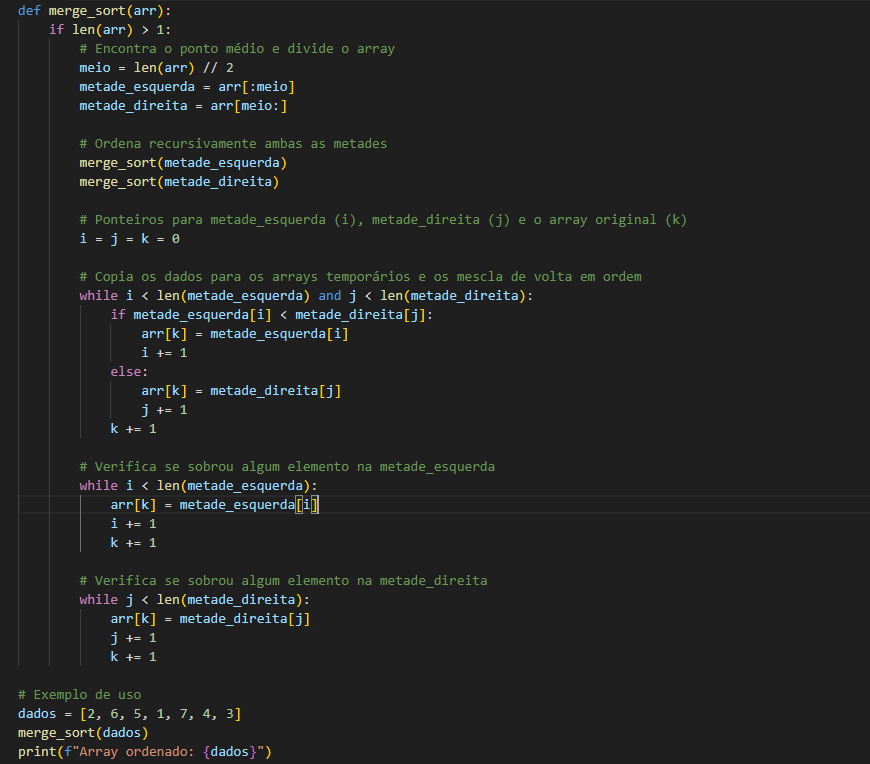 def merge_sort(arr):
    if len(arr) > 1:
        # Encontra o ponto médio e divide o array
        meio = len(arr) // 2
        metade_esquerda = arr[:meio]
        metade_direita = arr[meio:]

        # Ordena recursivamente ambas as metades
        merge_sort(metade_esquerda)
        merge_sort(metade_direita)

        # Ponteiros para metade_esquerda (i), metade_direita (j) e o array original (k)
        i = j = k = 0

        # Copia os dados para os arrays temporários e os mescla de volta em ordem
        while i < len(metade_esquerda) and j < len(metade_direita):
            if metade_esquerda[i] < metade_direita[j]:
                arr[k] = metade_esquerda[i]
                i += 1
            else:
                arr[k] = metade_direita[j]
                j += 1
            k += 1

        # Verifica se sobrou algum elemento na metade_esquerda
        while i < len(metade_esquerda):
            arr[k] = metade_esquerda[i]
            i += 1
            k += 1

        # Verifica se sobrou algum elemento na metade_direita
        while j < len(metade_direita):
            arr[k] = metade_direita[j]
            j += 1
            k += 1

# Exemplo de uso
dados = [2, 6, 5, 1, 7, 4, 3]
merge_sort(dados)
print(f"Array ordenado: {dados}")